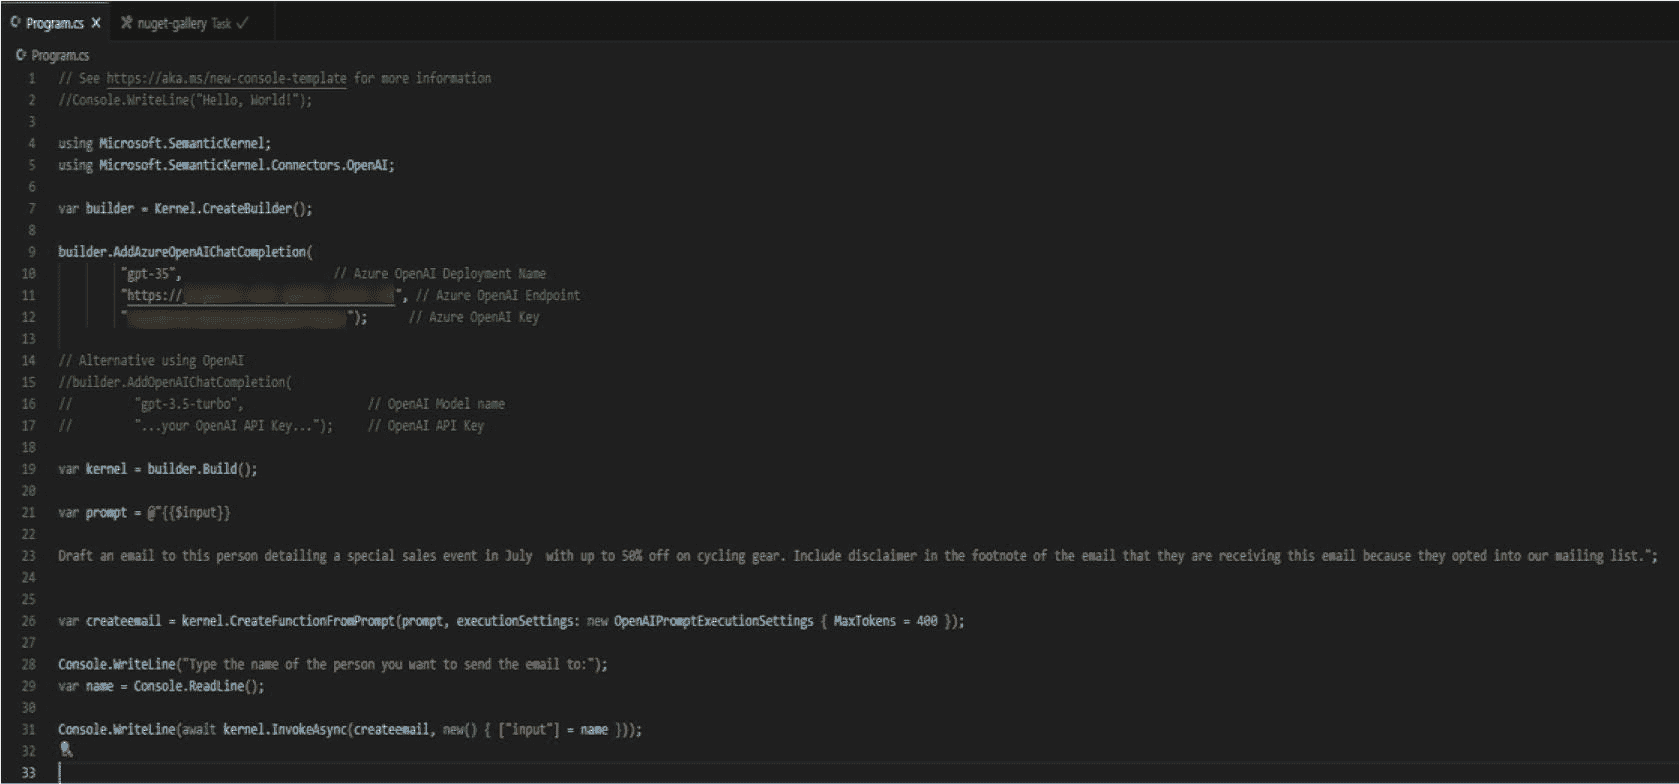 Program.cs ×
nuget-gallery Task ✓
Program.cs
1 // See https://aka.ms/new-console-template for more information
2 //Console.WriteLine("Hello, World!");
3
4 using Microsoft.SemanticKernel;
5 using Microsoft.SemanticKernel.Connectors.OpenAI;
6
7 var builder = Kernel.CreateBuilder();
8
9 builder.AddAzureOpenAIChatCompletion(
10 "gpt-35", // Azure OpenAI Deployment Name
11 "https:// ", // Azure OpenAI Endpoint
12 " "); // Azure OpenAI Key
13
14 // Alternative using OpenAI
15 //builder.AddOpenAIChatCompletion(
16 // "gpt-3.5-turbo", // OpenAI Model name
17 // "...your OpenAI API Key..."); // OpenAI API Key
18
19 var kernel = builder.Build();
20
21 var prompt = @"{{$input}}
22
23 Draft an email to this person detailing a special sales event in July  with up to 50% off on cycling gear. Include disclaimer in the footnote of the email that they are receiving this email because they opted into our mailing list.";
24
25
26 var createemail = kernel.CreateFunctionFromPrompt(prompt, executionSettings: new OpenAIPromptExecutionSettings { MaxTokens = 400 });
27
28 Console.WriteLine("Type the name of the person you want to send the email to:");
29 var name = Console.ReadLine();
30
31 Console.WriteLine(await kernel.InvokeAsync(createemail, new() { ["input"] = name }));
32
33